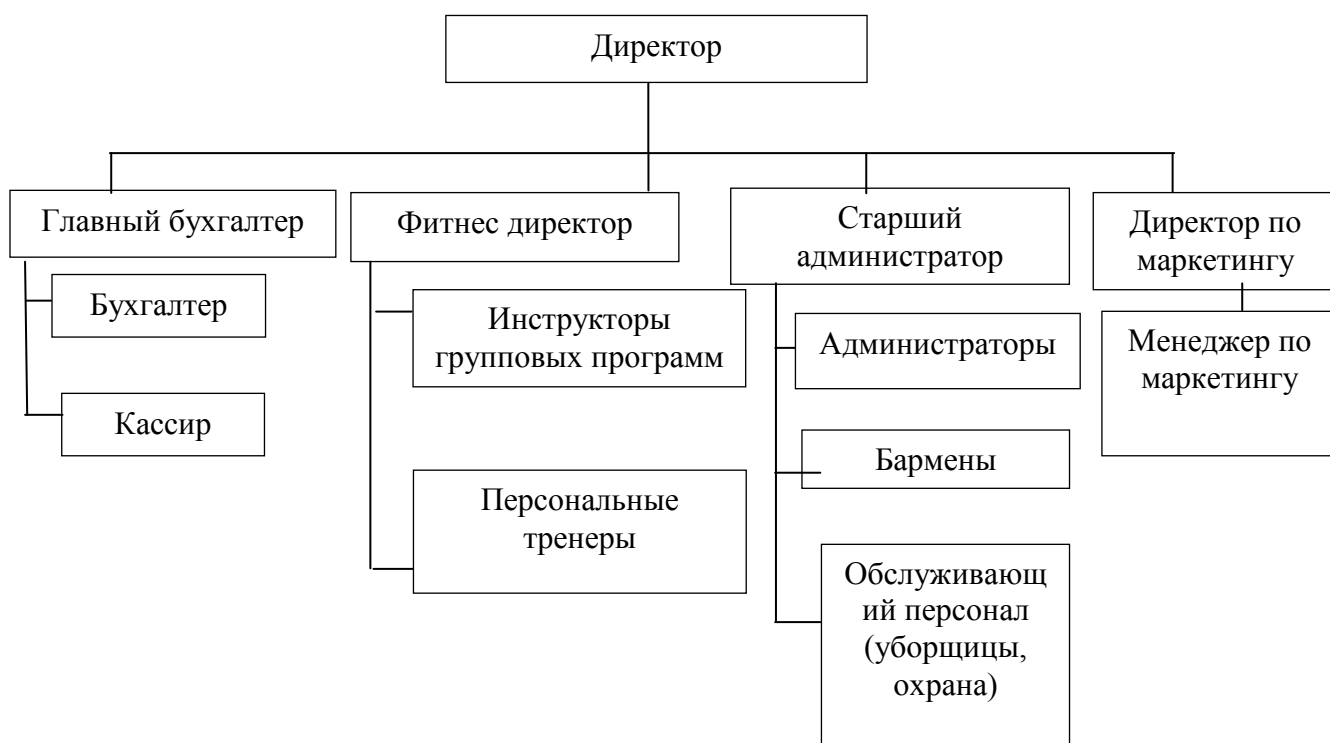 Директор
Главный бухгалтер
Фитнес директор
Старший
администратор
Директор по
маркетингу
Бухгалтер
Кассир
Инструкторы
групповых программ
Персональные
тренеры
Администраторы
Бармены
Обслуживающ
ий персонал
(уборщицы,
охрана)
Менеджер по
маркетингу